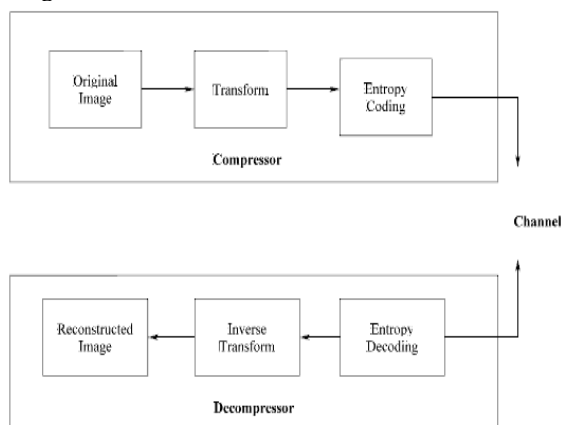 Original
Image
Transform
Entropy
Coding
Compressor
Channel
Reconstructed
Image
Inverse
Transform
Entropy
Decoding
Decompressor